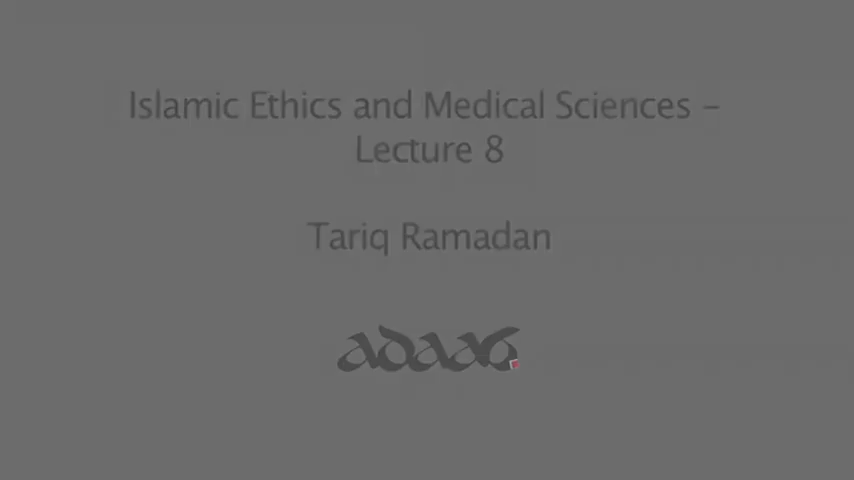 Islamic Ethics and Medical Sciences –
Lecture 8
Tariq Ramadan
adaab